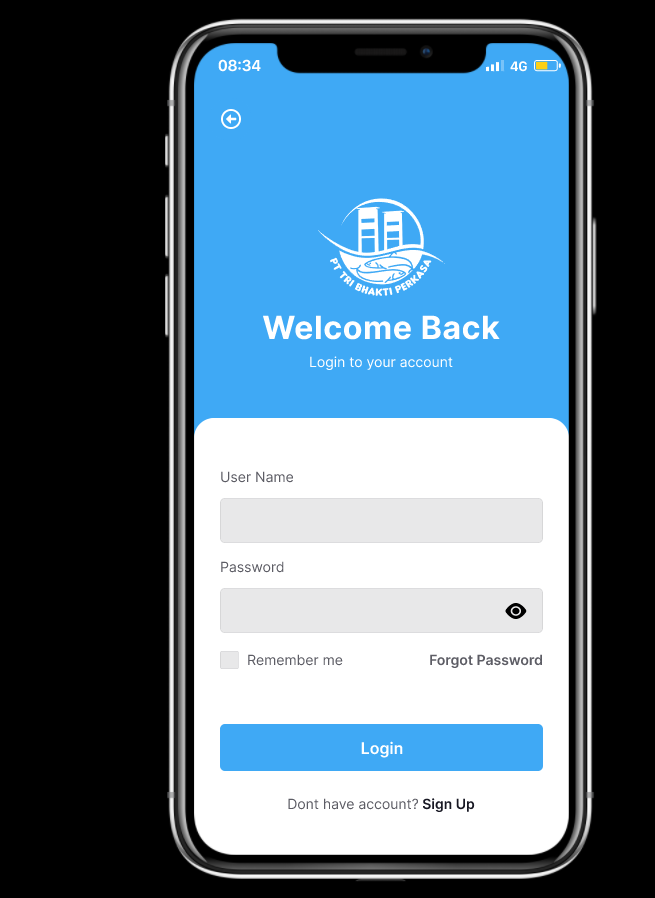 08:34 4G
PT TRI BHAKTI PERKASA
Welcome Back
Login to your account
User Name
Password
Remember me Forgot Password
Login
Dont have account? Sign Up